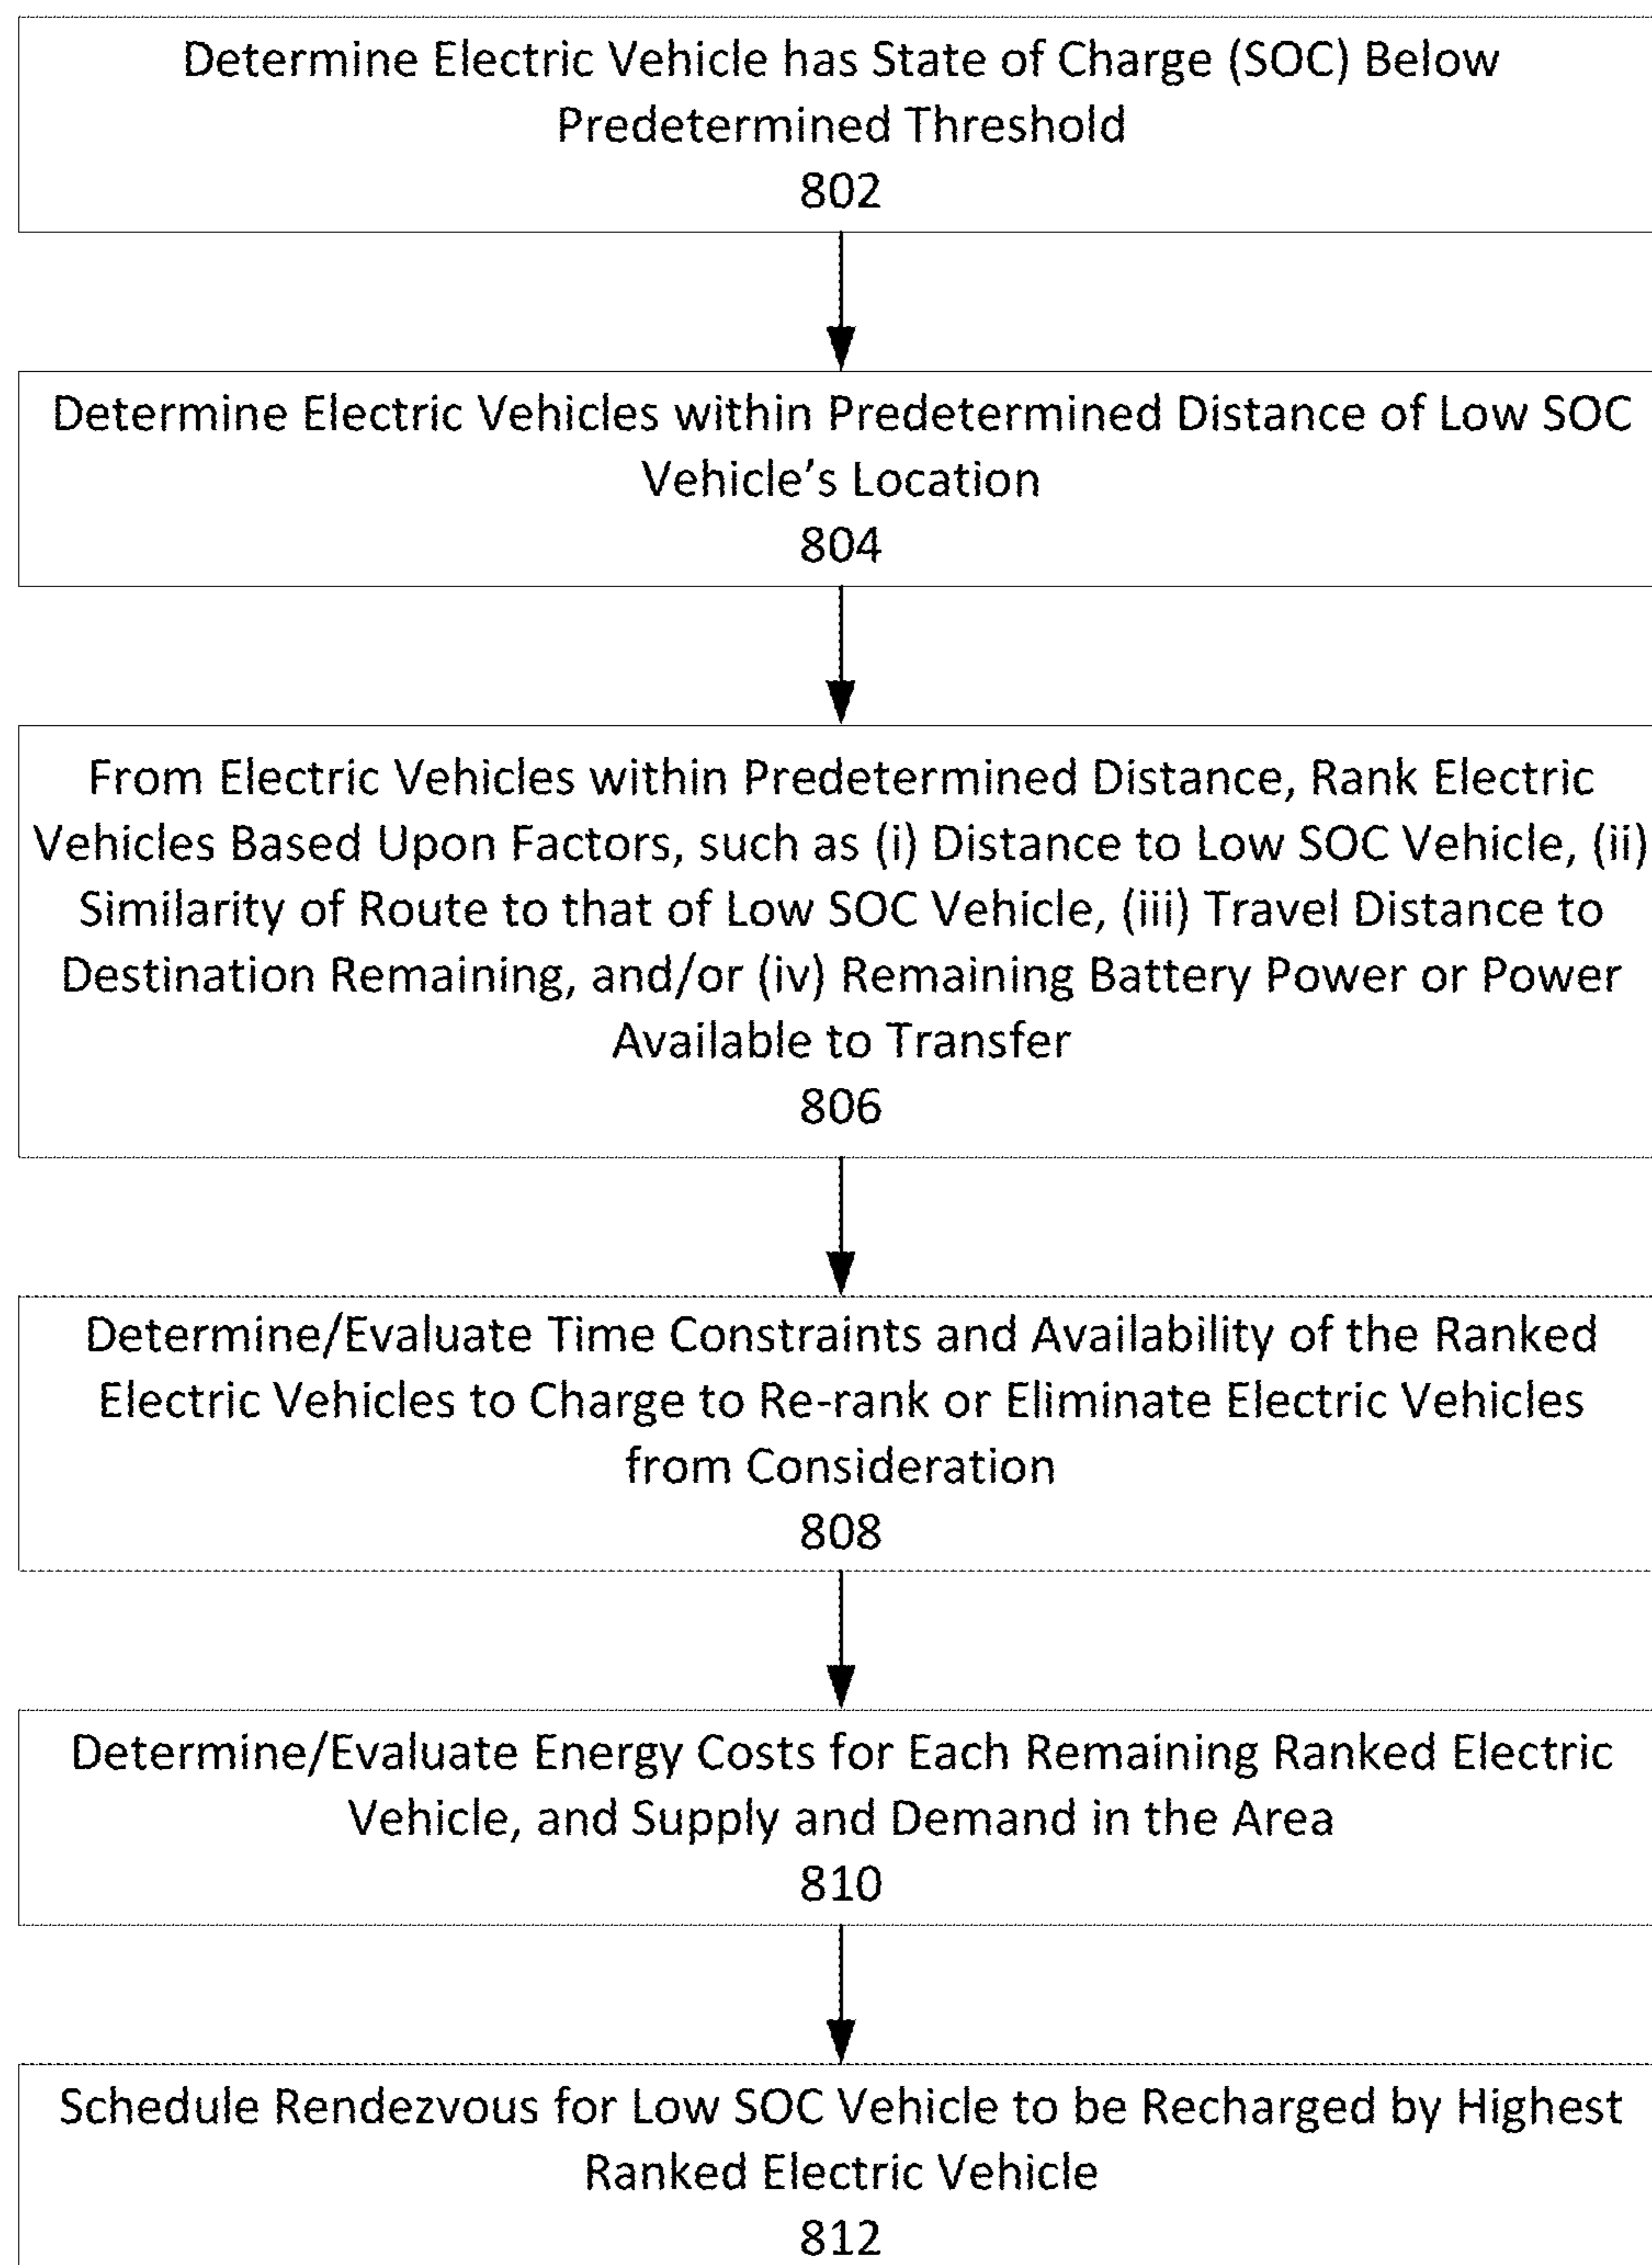 Determine Electric Vehicle has State of Charge (SOC) Below
Predetermined Threshold
802
Determine Electric Vehicles within Predetermined Distance of Low SOC
Vehicle's Location
804
From Electric Vehicles within Predetermined Distance, Rank Electric
Vehicles Based Upon Factors, such as (i) Distance to Low SOC Vehicle, (ii)
Similarity of Route to that of Low SOC Vehicle, (iii) Travel Distance to
Destination Remaining, and/or (iv) Remaining Battery Power or Power
Available to Transfer
806
Determine/Evaluate Time Constraints and Availability of the Ranked
Electric Vehicles to Charge to Re-rank or Eliminate Electric Vehicles
from Consideration
808
Determine/Evaluate Energy Costs for Each Remaining Ranked Electric
Vehicle, and Supply and Demand in the Area
810
Schedule Rendezvous for Low SOC Vehicle to be Recharged by Highest
Ranked Electric Vehicle
812